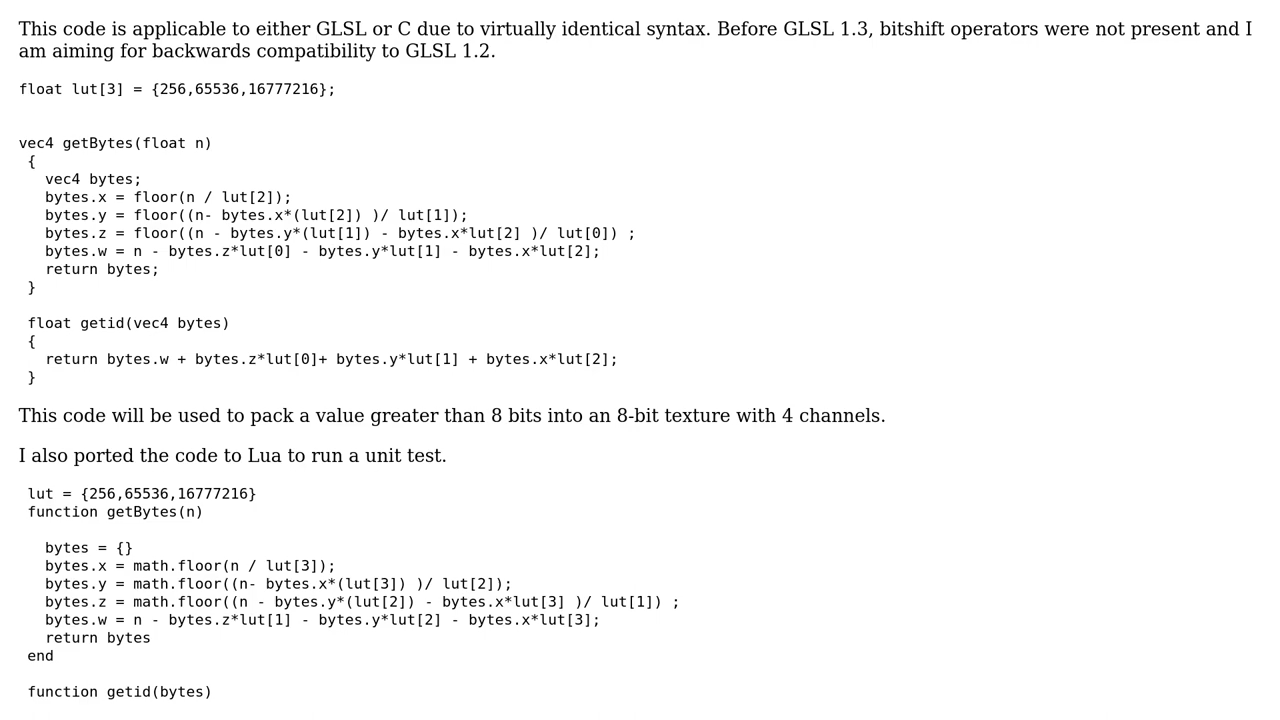 This code is applicable to either GLSL or C due to virtually identical syntax. Before GLSL 1.3, bitshift operators were not present and I
am aiming for backwards compatibility to GLSL 1.2.
float lut[3] = {256,65536,16777216};
vec4 getBytes(float n)
{
vec4 bytes;
bytes.x = floor(n / lut[2]);
bytes.y = floor((n- bytes.x*(lut[2]) )/ lut[1]);
bytes.z = floor((n - bytes.y*(lut[1]) - bytes.x*lut[2] )/ lut[0]) ;
bytes.w = n - bytes.z*lut[0] - bytes.y*lut[1] - bytes.x*lut[2];
return bytes;
}
float getid(vec4 bytes)
{
return bytes.w + bytes.z*lut[0]+ bytes.y*lut[1] + bytes.x*lut[2];
}
This code will be used to pack a value greater than 8 bits into an 8-bit texture with 4 channels.
I also ported the code to Lua to run a unit test.
lut = {256,65536,16777216}
function getBytes(n)
bytes = {}
bytes.x = math.floor(n / lut[3]);
bytes.y = math.floor((n- bytes.x*(lut[3]) )/ lut[2]);
bytes.z = math.floor((n - bytes.y*(lut[2]) - bytes.x*lut[3] )/ lut[1]) ;
bytes.w = n - bytes.z*lut[1] - bytes.y*lut[2] - bytes.x*lut[3];
return bytes
end
function getid(bytes)